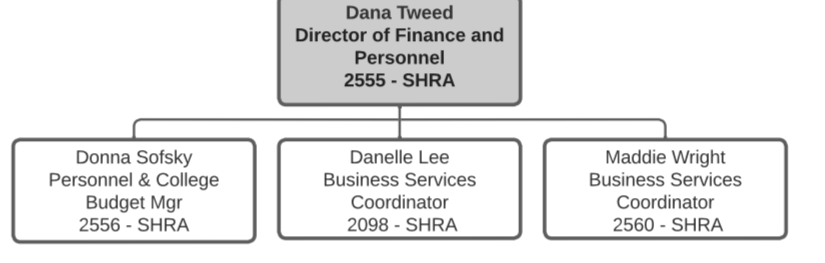 Dana Tweed
Director of Finance and
Personnel
2555 - SHRA
Donna Sofsky
Personnel & College
Budget Mgr
2556 - SHRA
Danelle Lee
Business Services
Coordinator
2098 - SHRA
Maddie Wright
Business Services
Coordinator
2560 - SHRA